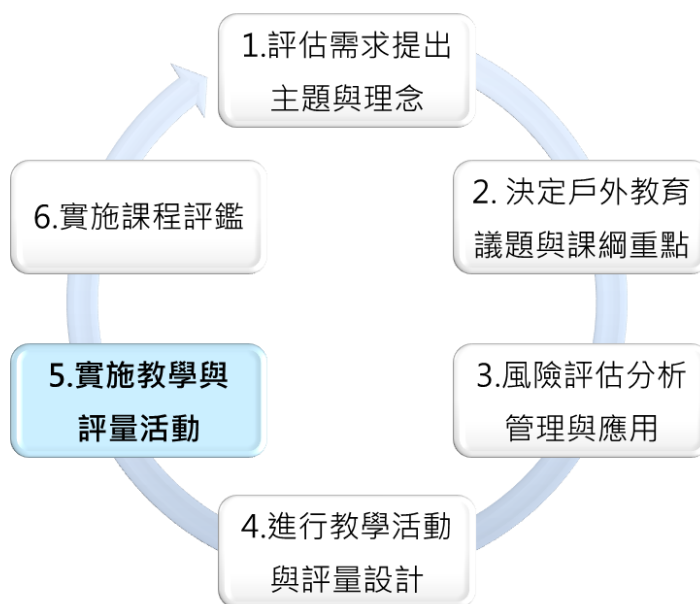 1.評估需求提出
主題與理念
2. 決定戶外教育
議題與課綱重點
3.風險評估分析
管理與應用
4.進行教學活動
與評量設計
5.實施教學與
評量活動
6.實施課程評鑑